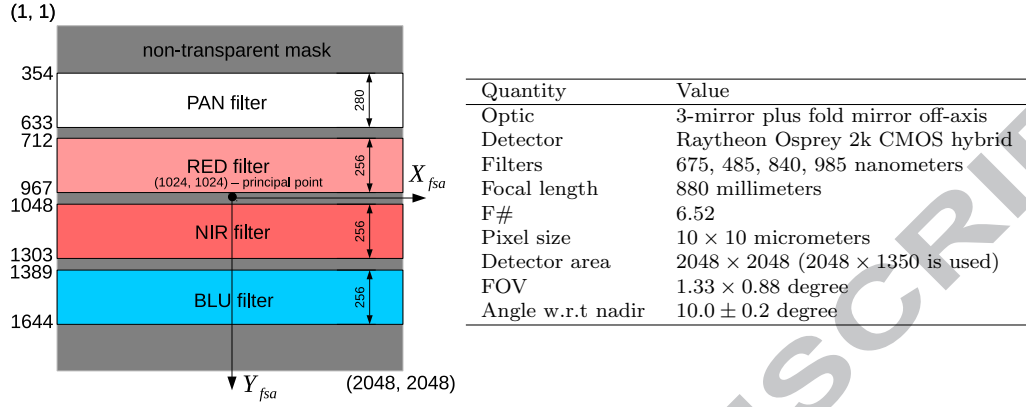 (1, 1)
non-transparent mask
354
PAN filter
280
633
712
RED filter
256
(1024, 1024) – principal point
X fsa
967
1048
NIR filter
256
1303
1389
BLU filter
256
1644
Y fsa
(2048, 2048)
Quantity Value
Optic 3-mirror plus fold mirror off-axis
Detector Raytheon Osprey 2k CMOS hybrid
Filters 675, 485, 840, 985 nanometers
Focal length 880 millimeters
F# 6.52
Pixel size 10 × 10 micrometers
Detector area 2048 × 2048 (2048 × 1350 is used)
FOV 1.33 × 0.88 degree
Angle w.r.t nadir 10.0 ± 0.2 degree
SCRIP